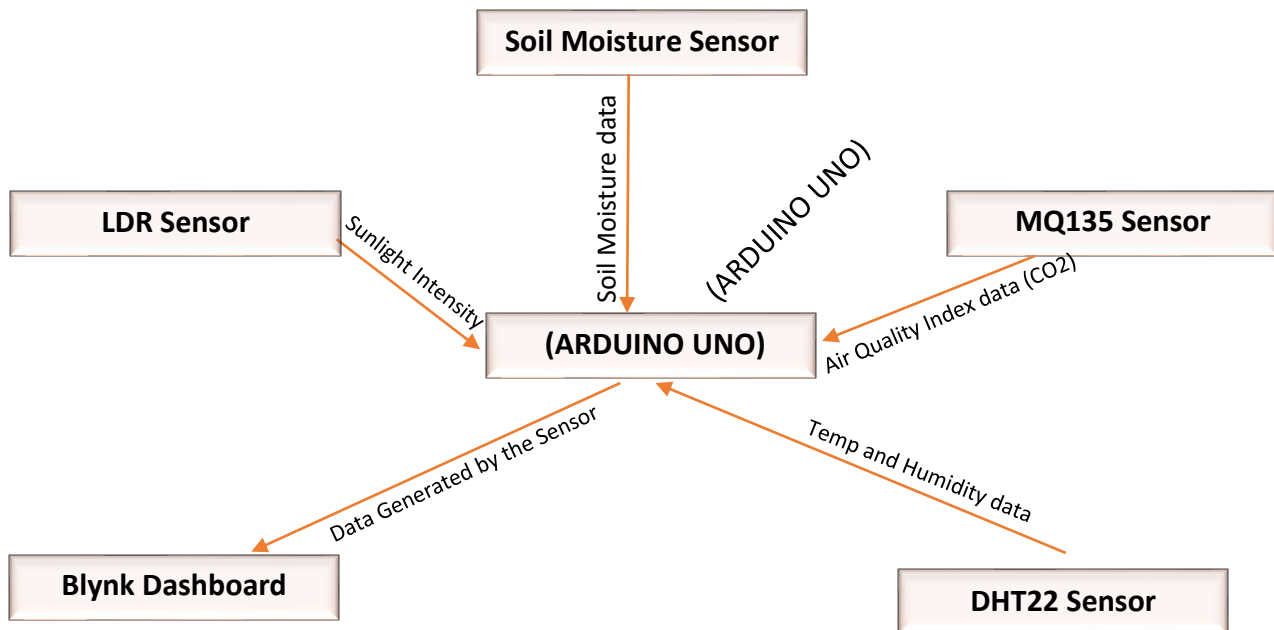 Soil Moisture Sensor
Soil Moisture data
(ARDUINO UNO)
LDR Sensor
MQ135 Sensor
Sunlight Intensity
Air Quality Index data (CO2)
(ARDUINO UNO)
Data Generated by the Sensor
Temp and Humidity data
Blynk Dashboard
DHT22 Sensor